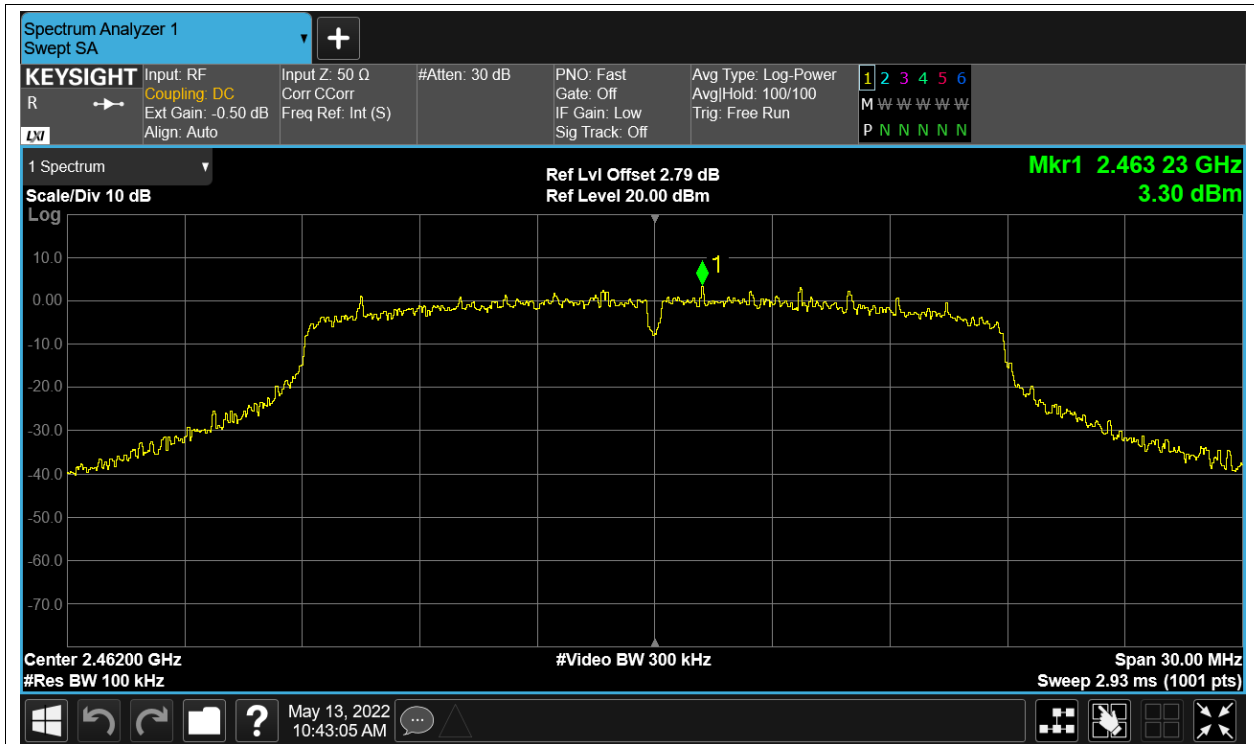 Spectrum Analyzer 1
Swept SA
+
KEYSIGHT
R
LXI
Input: RF
Coupling: DC
Ext Gain: -0.50 dB
Align: Auto
Input Z: 50 Ω
Corr CCorr
Freq Ref: Int (S)
#Atten: 30 dB
PNO: Fast
Gate: Off
IF Gain: Low
Sig Track: Off
Avg Type: Log-Power
Avg|Hold: 100/100
Trig: Free Run
1 2 3 4 5 6
M W W W W W
P N N N N N
1 Spectrum
Scale/Div 10 dB
Ref Lvl Offset 2.79 dB
Ref Level 20.00 dBm
Mkr1 2.463 23 GHz
3.30 dBm
Log
10.0
0.00
-10.0
-20.0
-30.0
-40.0
-50.0
-60.0
-70.0
1
Center 2.46200 GHz
#Res BW 100 kHz
#Video BW 300 kHz
Span 30.00 MHz
Sweep 2.93 ms (1001 pts)
?
May 13, 2022
10:43:05 AM